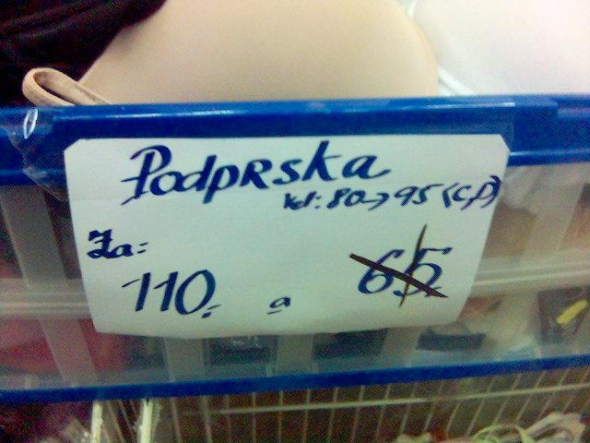 Podprska
vel: 80→95 (C,D)
Za:
110,- a 65